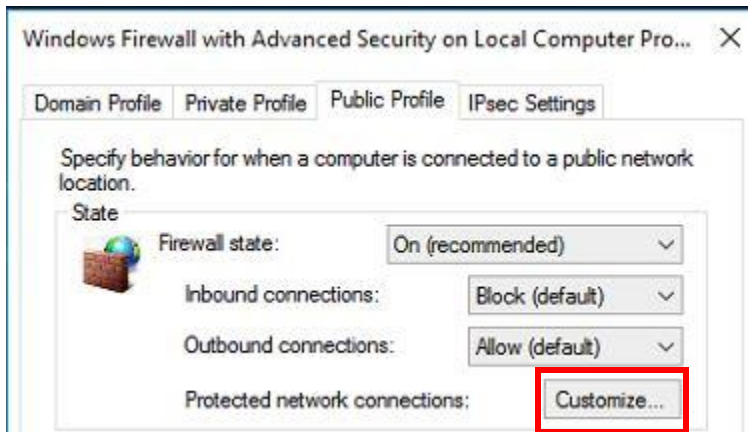 Windows Firewall with Advanced Security on Local Computer Pro...
Domain Profile Private Profile Public Profile IPsec Settings
Specify behavior for when a computer is connected to a public network
location.
State
Firewall state: On (recommended)
Inbound connections: Block (default)
Outbound connections: Allow (default)
Protected network connections: Customize...